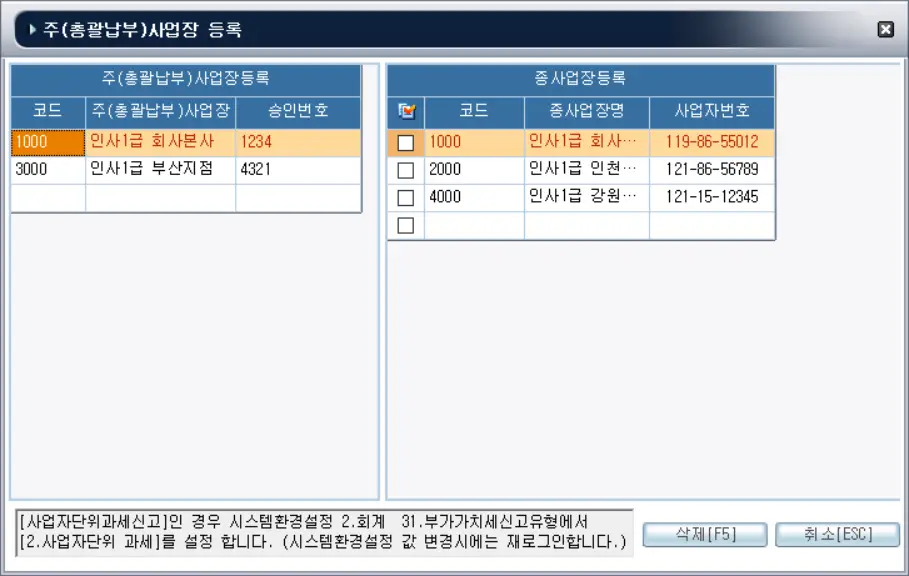 주(총괄납부)사업장 등록
주(총괄납부)사업장등록
코드 주(총괄납부)사업장 승인번호
1000 인사1급 회사본사 1234
3000 인사1급 부산지점 4321
종사업장등록
코드 종사업장명 사업자번호
1000 인사1급 회사… 119-86-55012
2000 인사1급 인천… 121-86-56789
4000 인사1급 강원… 121-15-12345
[사업자단위과세신고]인 경우 시스템환경설정 2.회계 31.부가가치세신고유형에서
[2.사업자단위 과세]를 설정 합니다. (시스템환경설정 값 변경시에는 재로그인합니다.)
삭제[F5] 취소[ESC]